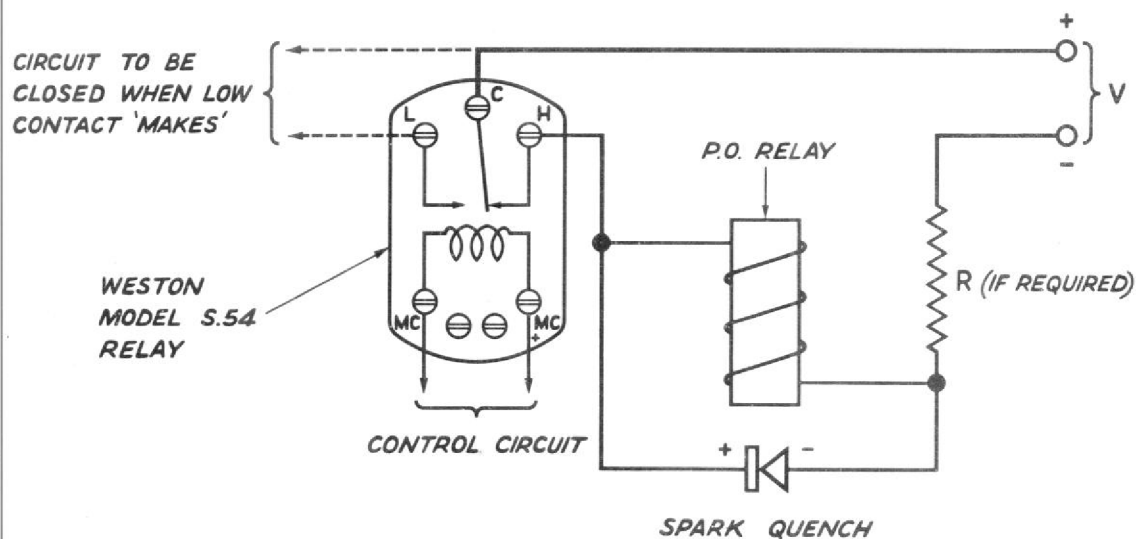 CIRCUIT TO BE
CLOSED WHEN LOW
CONTACT 'MAKES'
+
V
-
C
L
H
P.O. RELAY
R (IF REQUIRED)
WESTON
MODEL S.54
RELAY
MC
MC
+
CONTROL CIRCUIT
+
-
SPARK QUENCH